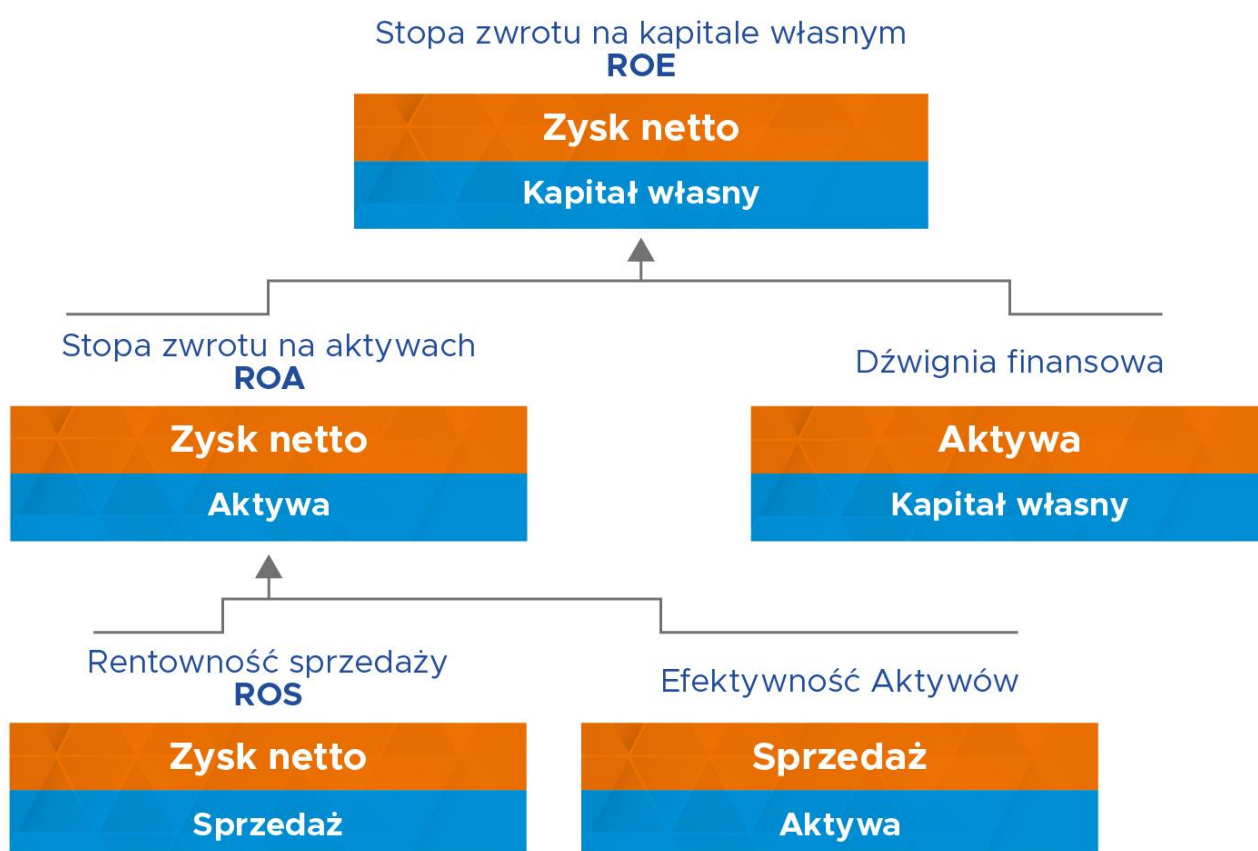 Stopa zwrotu na kapitale własnym
ROE
Zysk netto
Kapitał własny
Stopa zwrotu na aktywach
ROA
Dźwignia finansowa
Zysk netto
Aktywa
Aktywa
Kapitał własny
Rentowność sprzedaży
ROS
Efektywność Aktywów
Zysk netto
Sprzedaż
Sprzedaż
Aktywa